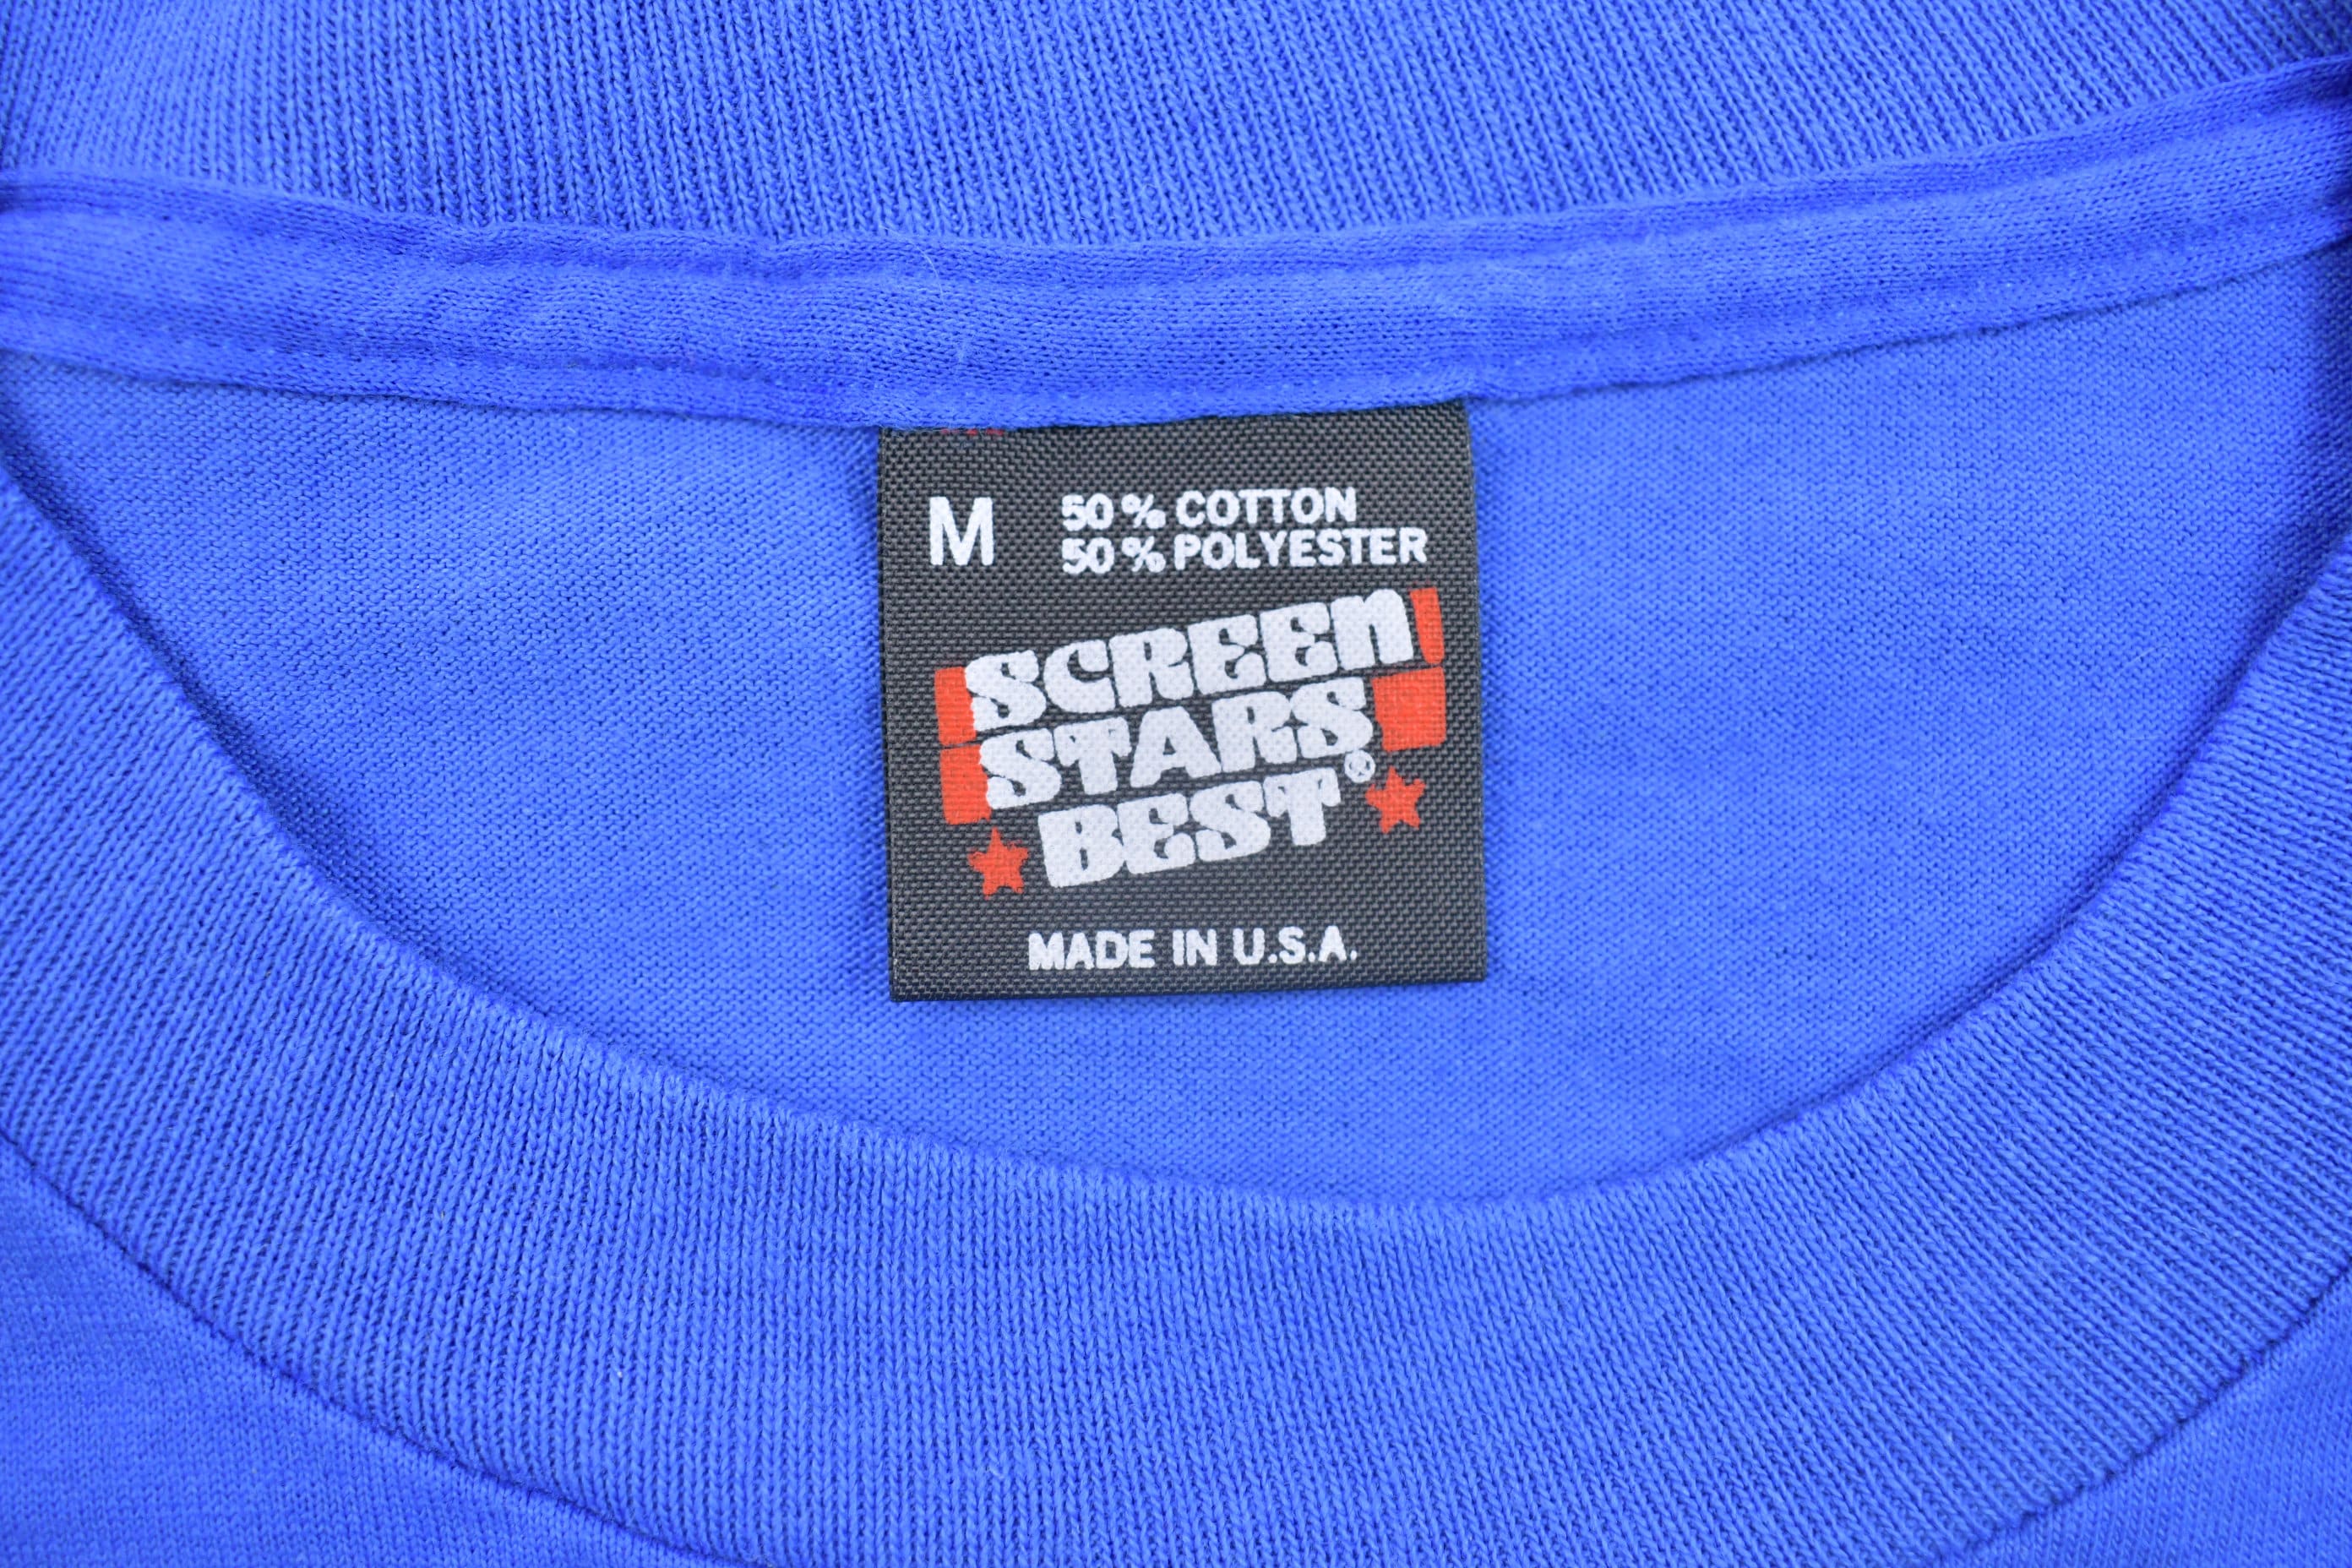 M 50% COTTON
50% POLYESTER
SCREEN
STARS
BEST®
MADE IN U.S.A.